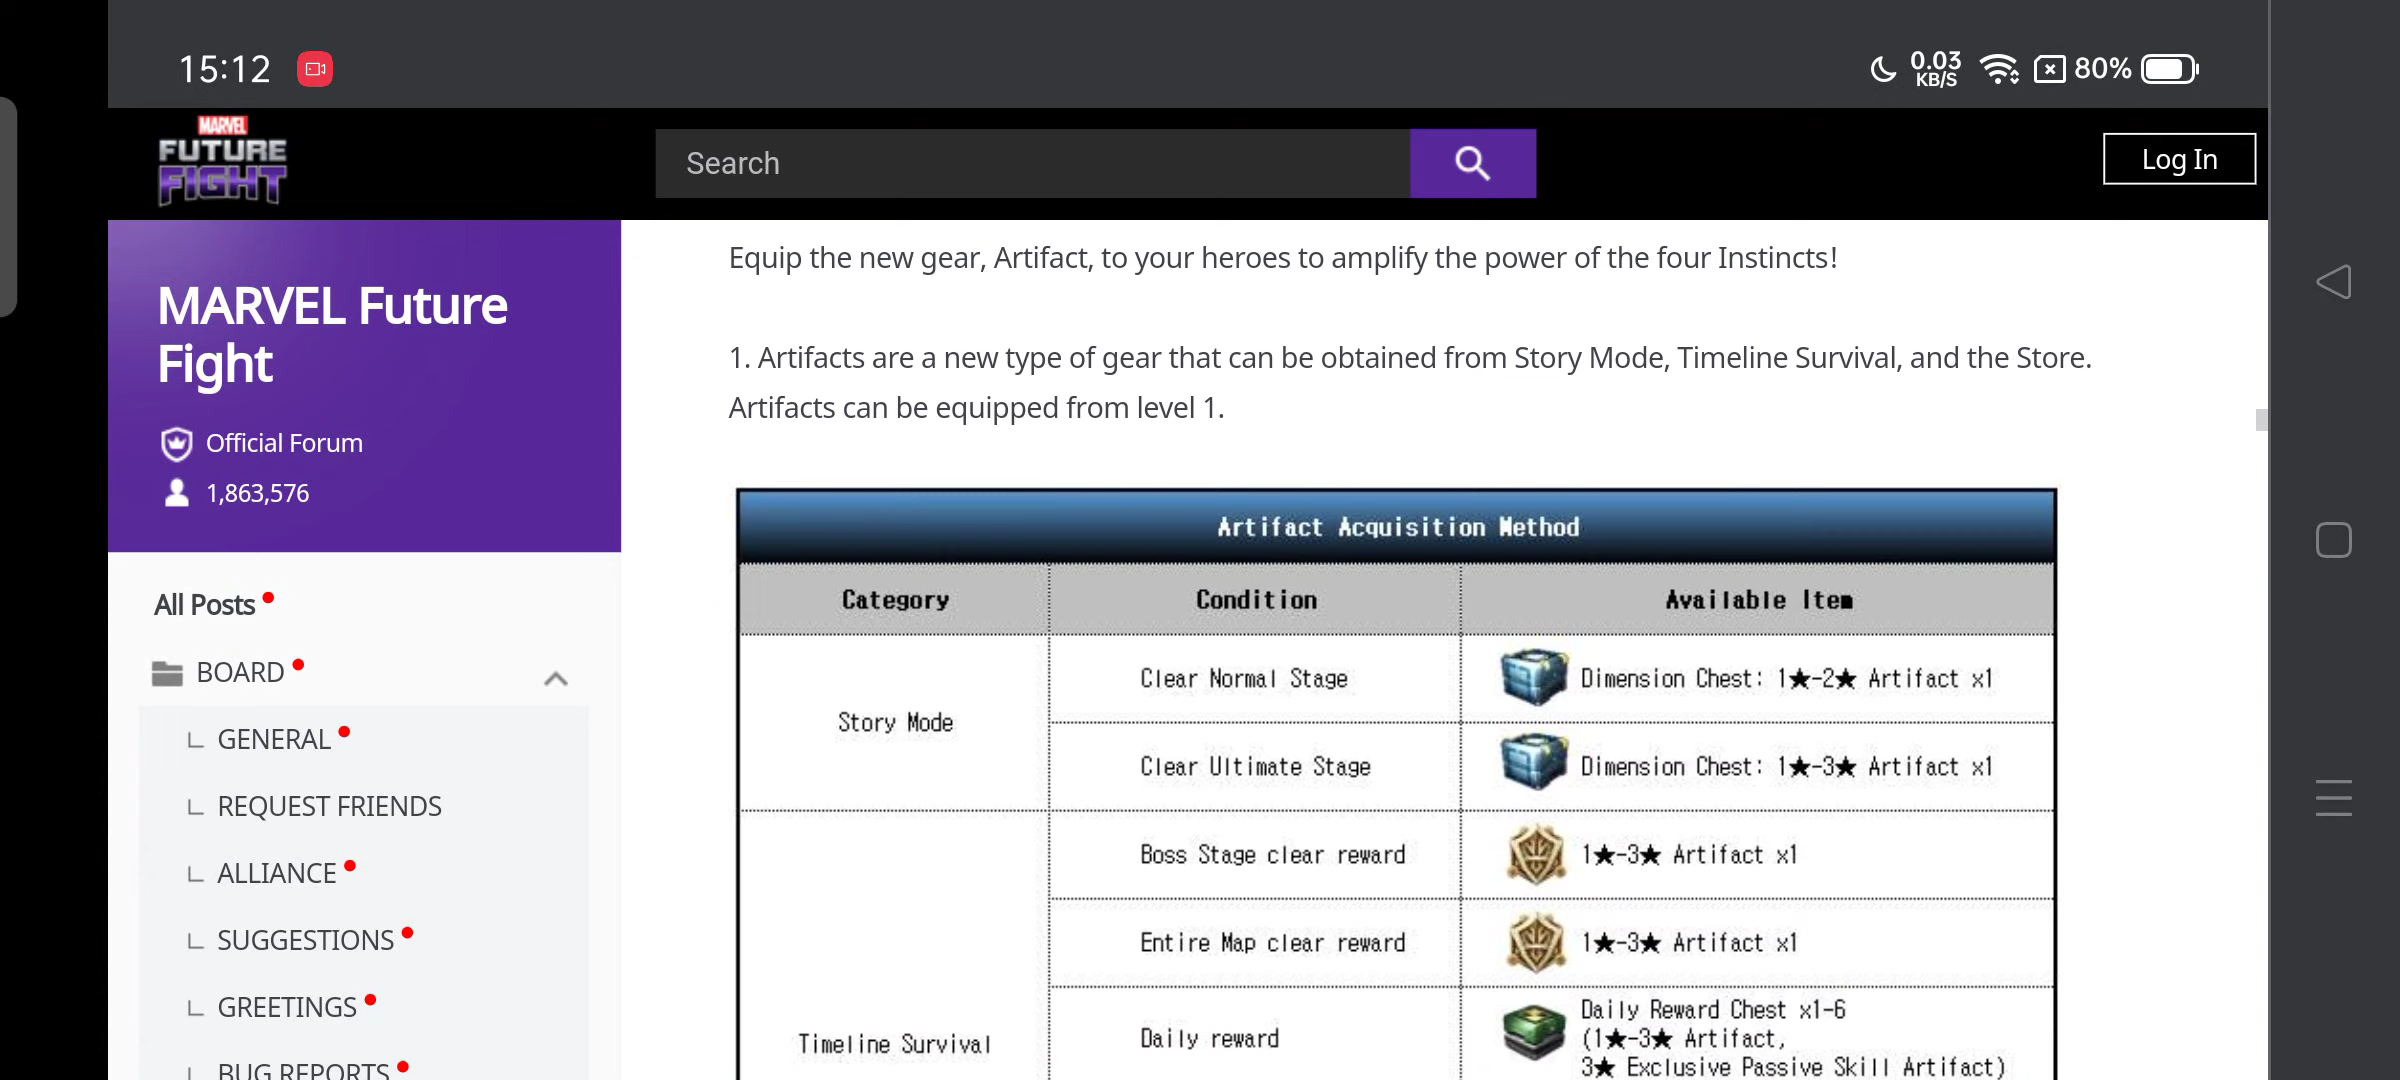 15:12
0.03
KB/S
80%
MARVEL
FUTURE
FIGHT
Search
Log In
MARVEL Future
Fight
Official Forum
1,863,576
All Posts
BOARD
GENERAL
REQUEST FRIENDS
ALLIANCE
SUGGESTIONS
GREETINGS
BUG REPORTS
Equip the new gear, Artifact, to your heroes to amplify the power of the four Instincts!
1. Artifacts are a new type of gear that can be obtained from Story Mode, Timeline Survival, and the Store.
Artifacts can be equipped from level 1.
Artifact Acquisition Method
Category Condition Available Item
Story Mode
Clear Normal Stage Dimension Chest: 1★-2★ Artifact x1
Clear Ultimate Stage Dimension Chest: 1★-3★ Artifact x1
Timeline Survival
Boss Stage clear reward 1★-3★ Artifact x1
Entire Map clear reward 1★-3★ Artifact x1
Daily reward Daily Reward Chest x1-6
(1★-3★ Artifact,
3★ Exclusive Passive Skill Artifact)